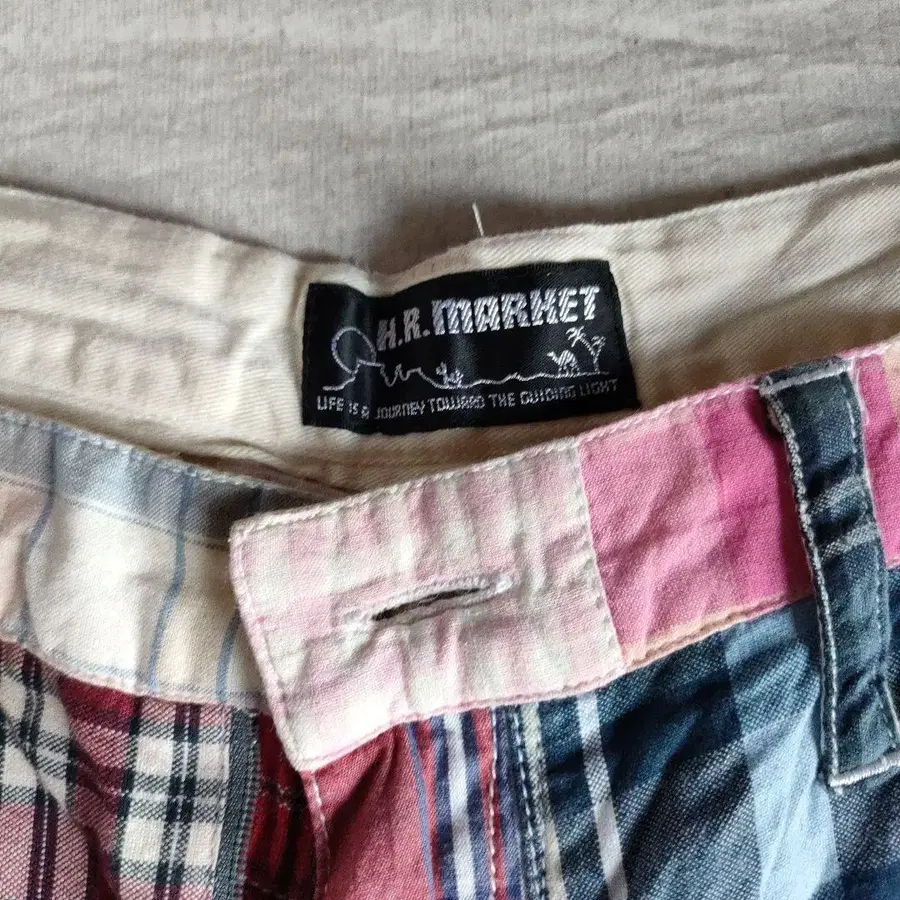 H.R.MARKET
LIFE IS A JOURNEY TOWARD THE GUIDING LIGHT